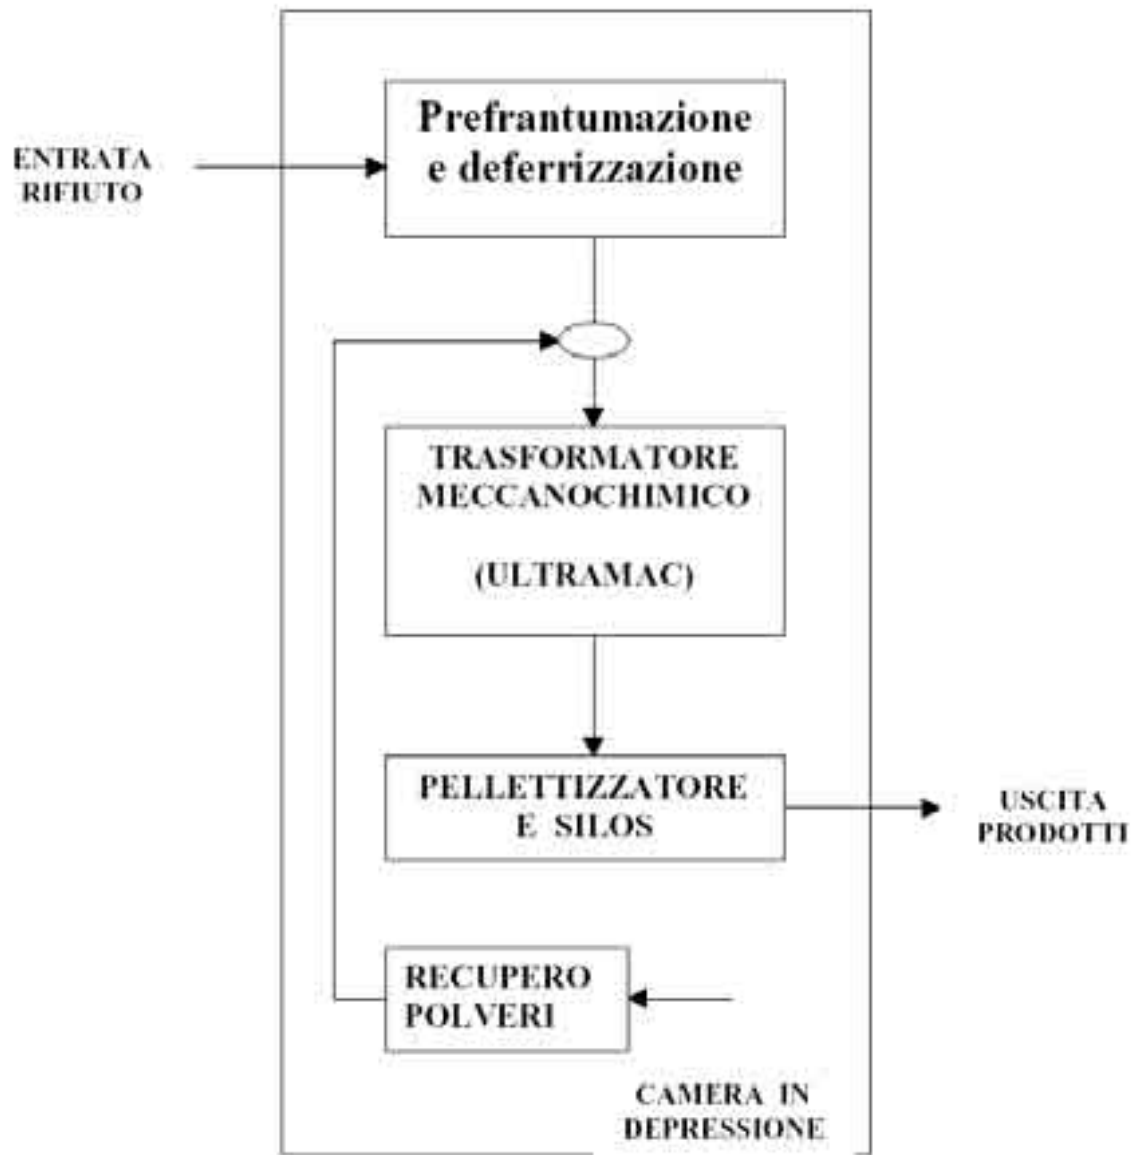 Prefrantumazione
e deferrizzazione
ENTRATA
RIFIUTO
TRASFORMATORE
MECCANOCHIMICO
(ULTRAMAC)
PELLETTIZZATORE
E SILOS
USCITA
PRODOTTI
RECUPERO
POLVERI
CAMERA IN
DEPRESSIONE